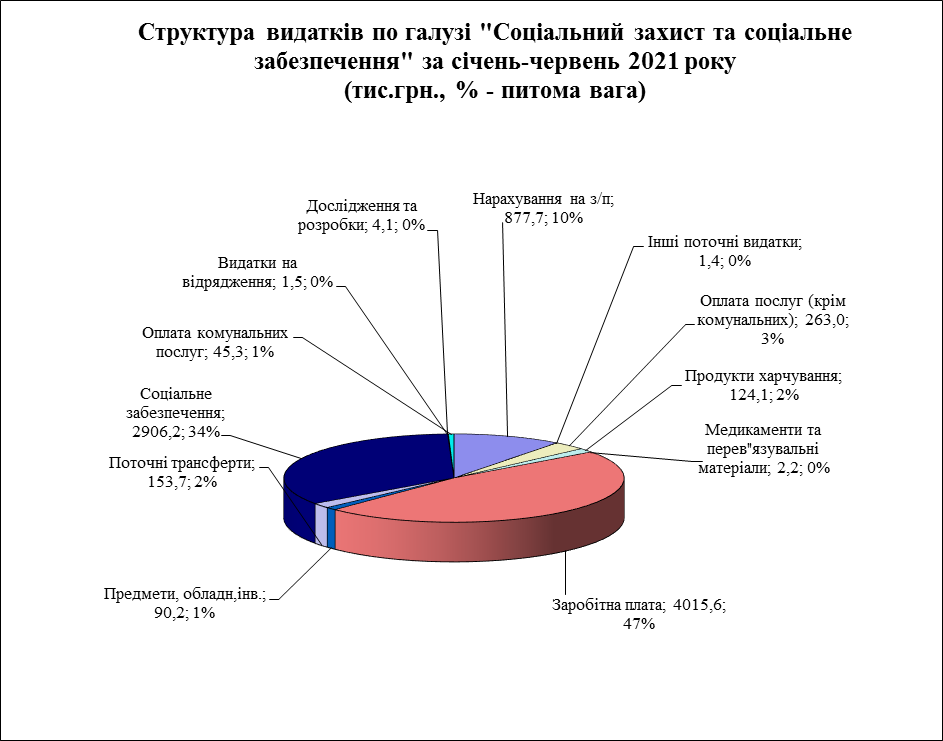 Структура видатків по галузі "Соціальний захист та соціальне
забезпечення" за січень-червень 2021 року
(тис.грн., % - питома вага)
Дослідження та
розробки; 4,1; 0%
Нарахування на з/п;
877,7; 10%
Інші поточні видатки;
1,4; 0%
Видатки на
відрядження; 1,5; 0%
Оплата послуг (крім
комунальних); 263,0;
3%
Оплата комунальних
послуг; 45,3; 1%
Продукти харчування;
124,1; 2%
Соціальне
забезпечення;
2906,2; 34%
Медикаменти та
перев"язувальні
матеріали; 2,2; 0%
Поточні трансферти;
153,7; 2%
Предмети, обладн,інв.;
90,2; 1%
Заробітна плата; 4015,6;
47%